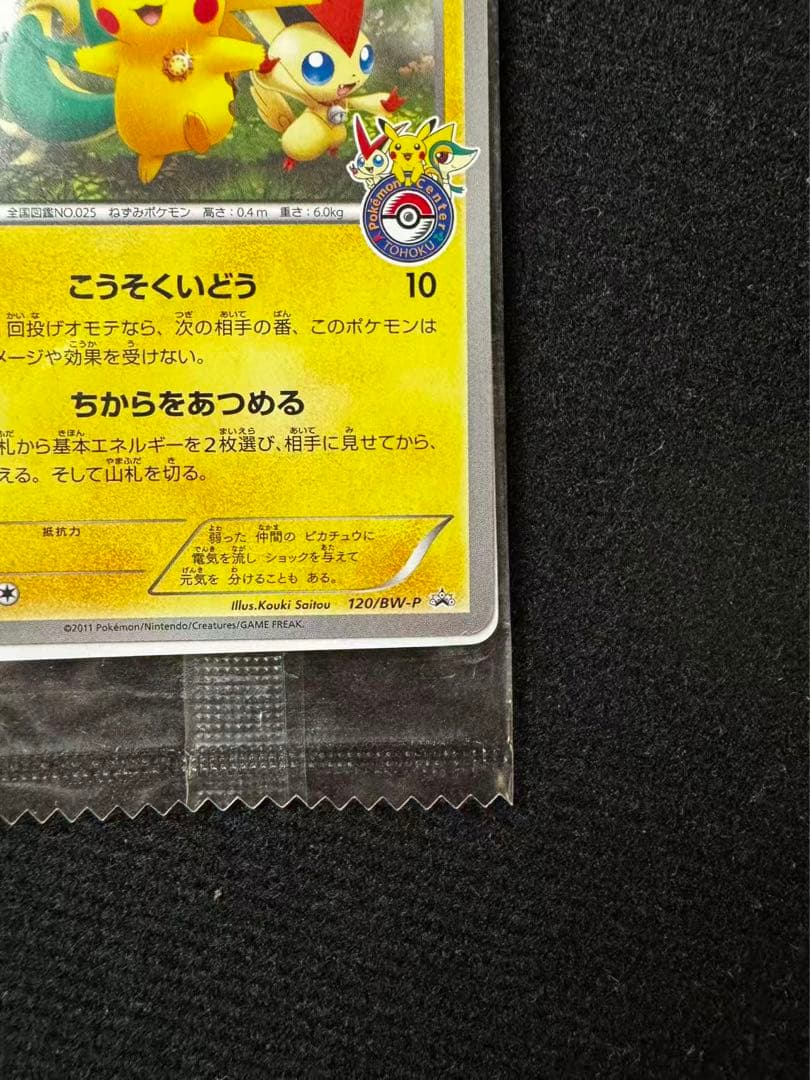 Pokémon Center
TOHOKU
全国図鑑NO.025 ねずみポケモン 高さ：0.4m 重さ：6.0kg
こうそくいどう 10
回投げオモテなら、次の相手の番、このポケモンは
メージや効果を受けない。
ちからをあつめる
札から基本エネルギーを2枚選び、相手に見せてから、
える。そして山札を切る。
抵抗力
弱った 仲間の ピカチュウに
電気を流し ショックを与えて
元気を 分けることも ある。
Illus.Kouki Saitou 120/BW-P
©2011 Pokémon/Nintendo/Creatures/GAME FREAK.